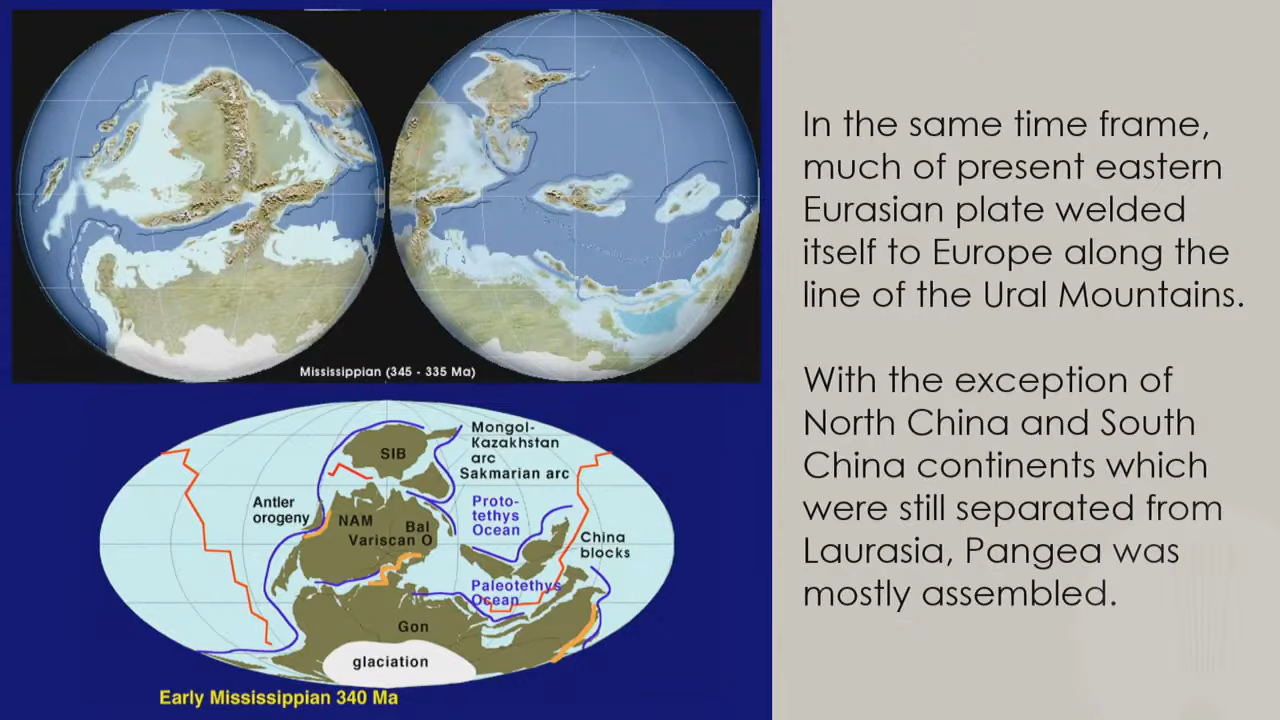 Mississippian (345 - 335 Ma)
Mongol-
Kazakhstan
arc
Sakmarian arc
SIB
Antler
orogeny
NAM
Bal
Variscan O
Proto-
tethys
Ocean
China
blocks
Paleotethys
Ocean
Gon
glaciation
Early Mississippian 340 Ma
In the same time frame,
much of present eastern
Eurasian plate welded
itself to Europe along the
line of the Ural Mountains.
With the exception of
North China and South
China continents which
were still separated from
Laurasia, Pangea was
mostly assembled.